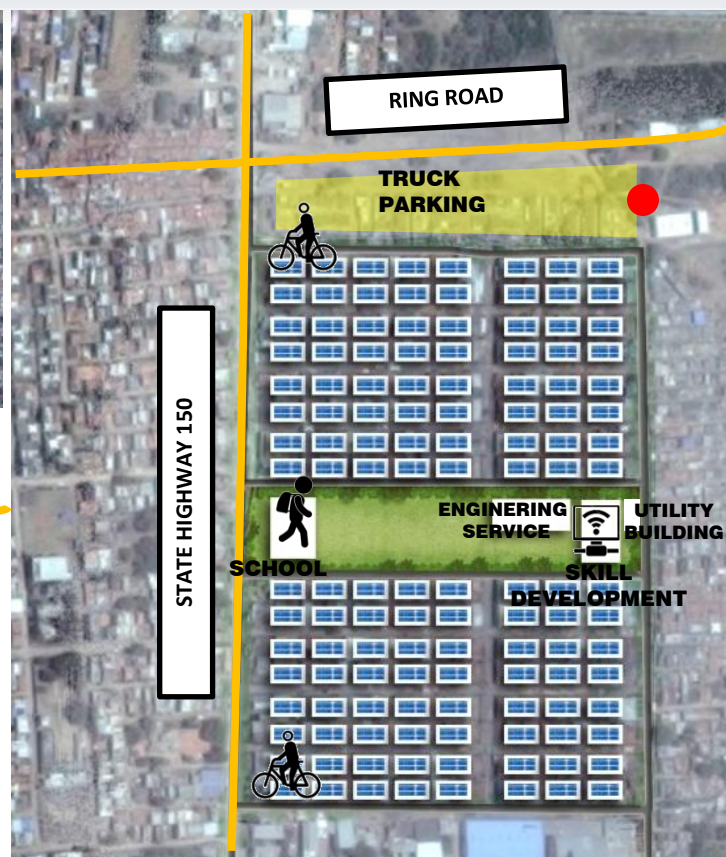 RING ROAD
TRUCK
PARKING
STATE HIGHWAY 150
ENGINERING
SERVICE
UTILITY
BUILDING
SCHOOL
SKILL
DEVELOPMENT